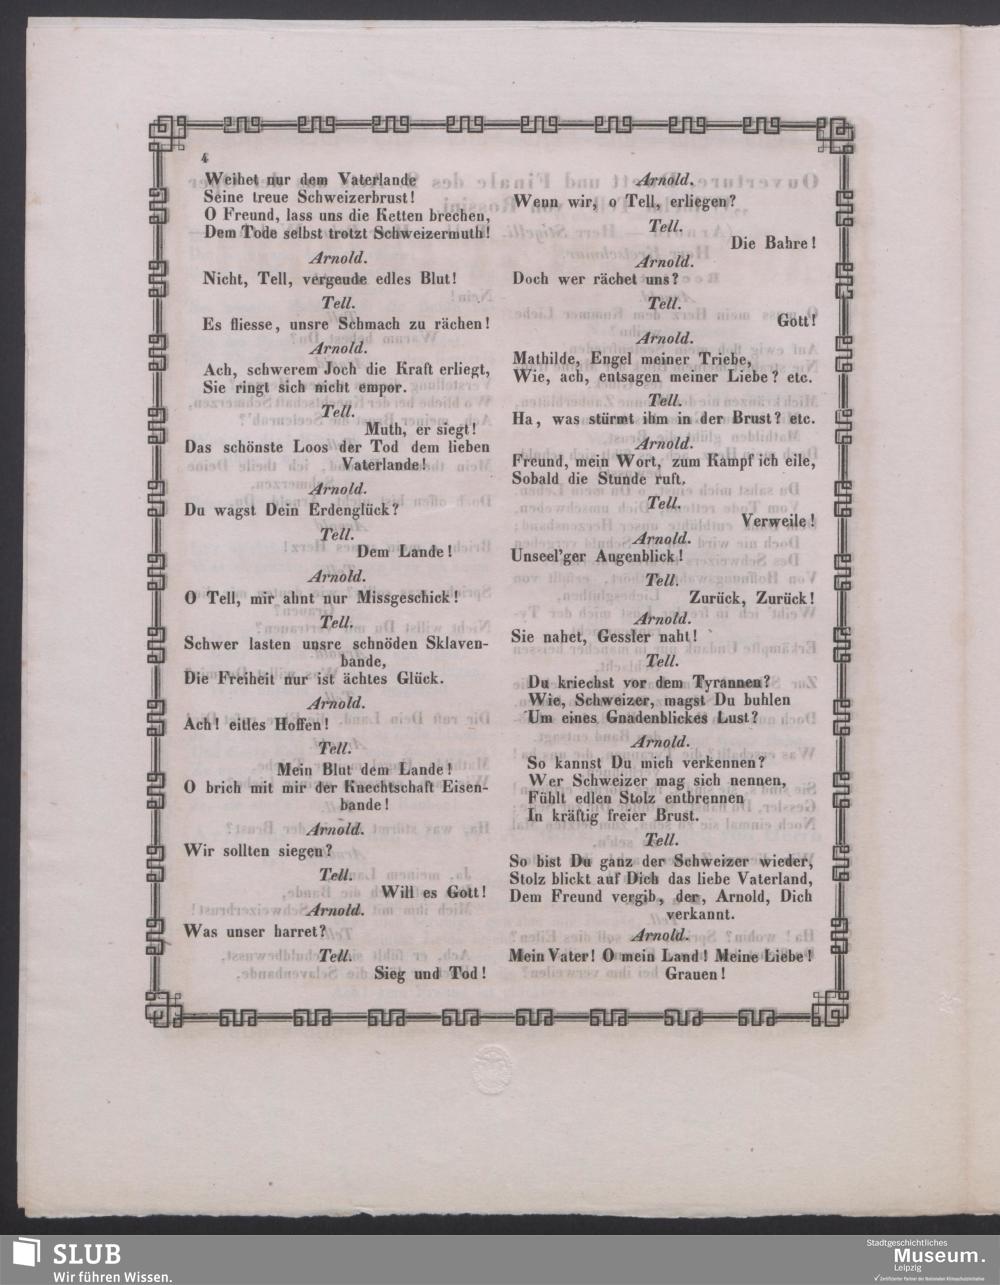 4
Weihet nur dem Vaterlande
Seine treue Schweizerbrust!
O Freund, lass uns die Ketten brechen,
Dem Tode selbst trotzt Schweizermuth!
Arnold.
Nicht, Tell, vergeude edles Blut!
Tell.
Es fliesse, unsre Schmach zu rächen!
Arnold.
Ach, schwerem Joch die Kraft erliegt,
Sie ringt sich nicht empor.
Tell.
Muth, er siegt!
Das schönste Loos der Tod dem lieben
Vaterlande!
Arnold.
Du wagst Dein Erdenglück?
Tell.
Dem Lande!
Arnold.
O Tell, mir ahnt nur Missgeschick!
Tell.
Schwer lasten unsre schnöden Sklaven-
bande,
Die Freiheit nur ist ächtes Glück.
Arnold.
Ach! eitles Hoffen!
Tell.
Mein Blut dem Lande!
O brich mit mir der Knechtschaft Eisen-
bande!
Arnold.
Wir sollten siegen?
Tell.
Will es Gott!
Arnold.
Was unser harret?
Tell.
Sieg und Tod!
Arnold.
Wenn wir, o Tell, erliegen?
Tell.
Die Bahre!
Arnold.
Doch wer rächet uns?
Tell.
Gott!
Arnold.
Mathilde, Engel meiner Triebe,
Wie, ach, entsagen meiner Liebe? etc.
Tell.
Ha, was stürmt ihm in der Brust? etc.
Arnold.
Freund, mein Wort, zum Kampf ich eile,
Sobald die Stunde ruft.
Tell.
Verweile!
Arnold.
Unseel'ger Augenblick!
Tell.
Zurück, Zurück!
Arnold.
Sie nahet, Gessler naht!
Tell.
Du kriechst vor dem Tyrannen?
Wie, Schweizer, magst Du buhlen
Um eines Gnadenblickes Lust?
Arnold.
So kannst Du mich verkennen?
Wer Schweizer mag sich nennen,
Fühlt edlen Stolz entbrennen
In kräftig freier Brust.
Tell.
So bist Du ganz der Schweizer wieder,
Stolz blickt auf Dich das liebe Vaterland,
Dem Freund vergib, der, Arnold, Dich
verkannt.
Arnold.
Mein Vater! O mein Land! Meine Liebe!
Grauen!
SLUB
Wir führen Wissen.
Stadtgeschichtliches
Museum.
Leipzig
Zertifizierter Partner der Nationalen Klimaschutzinitiative